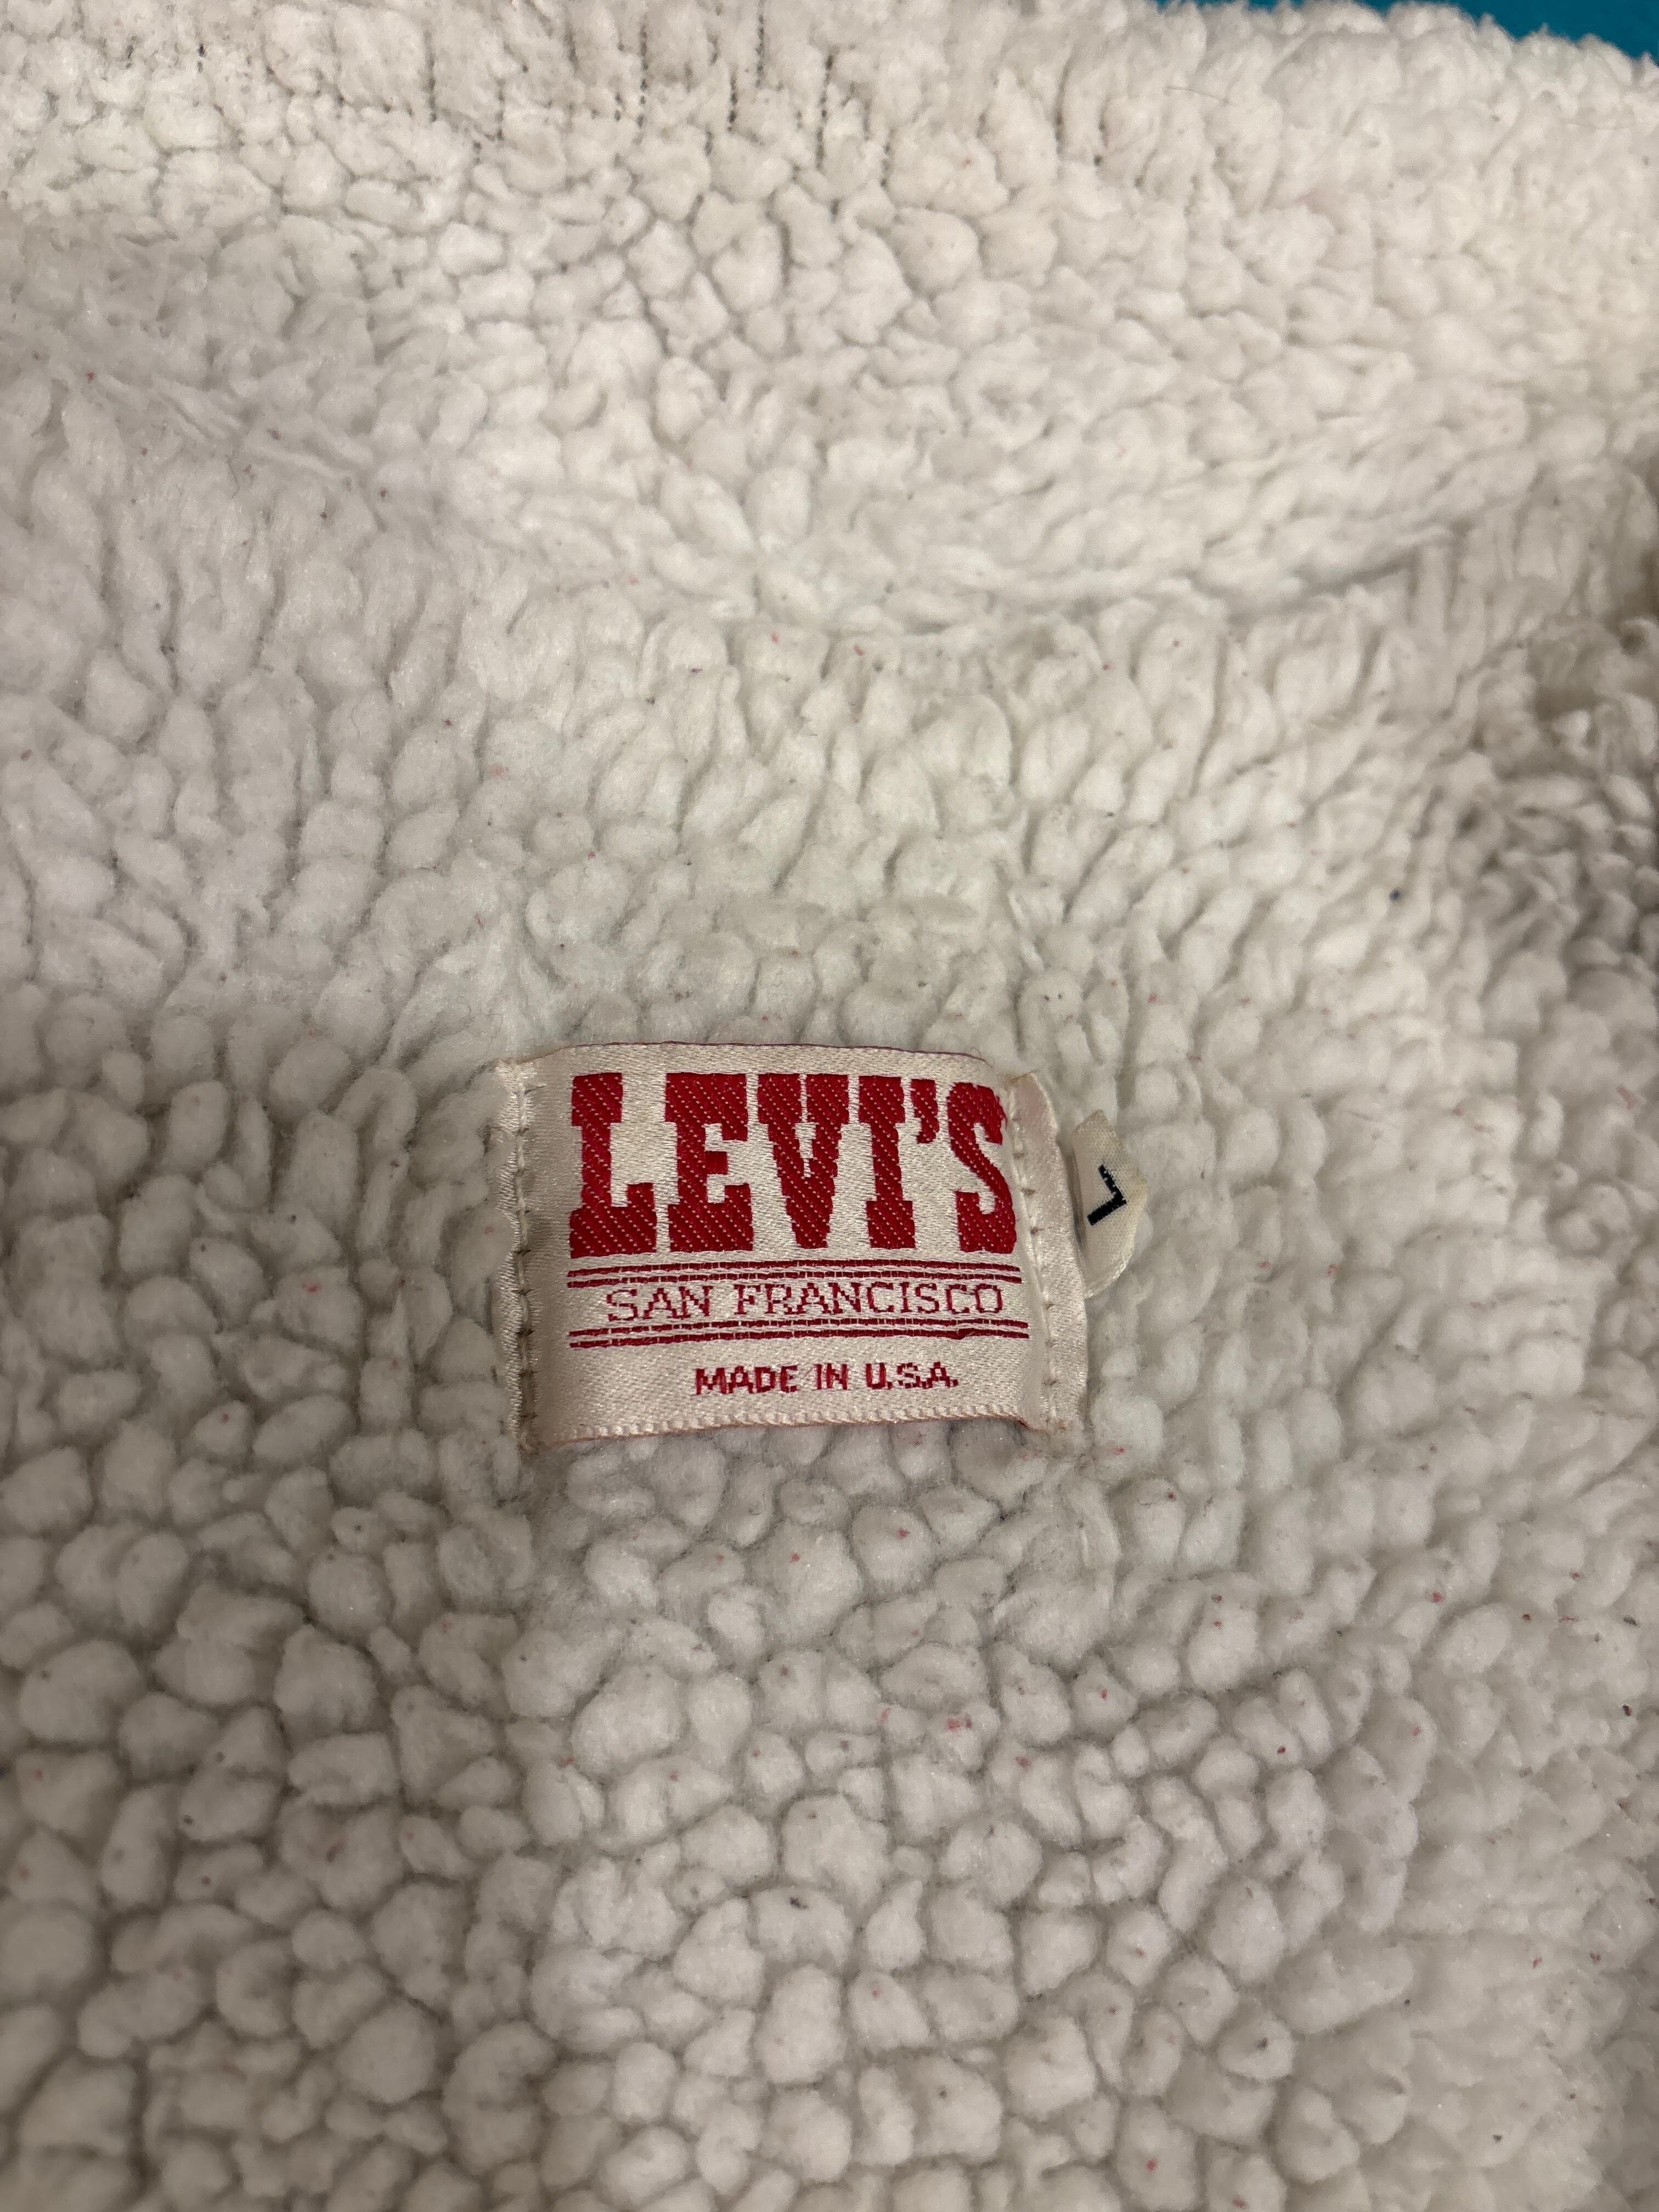 LEVI'S
SAN FRANCISCO
MADE IN U.S.A.
L